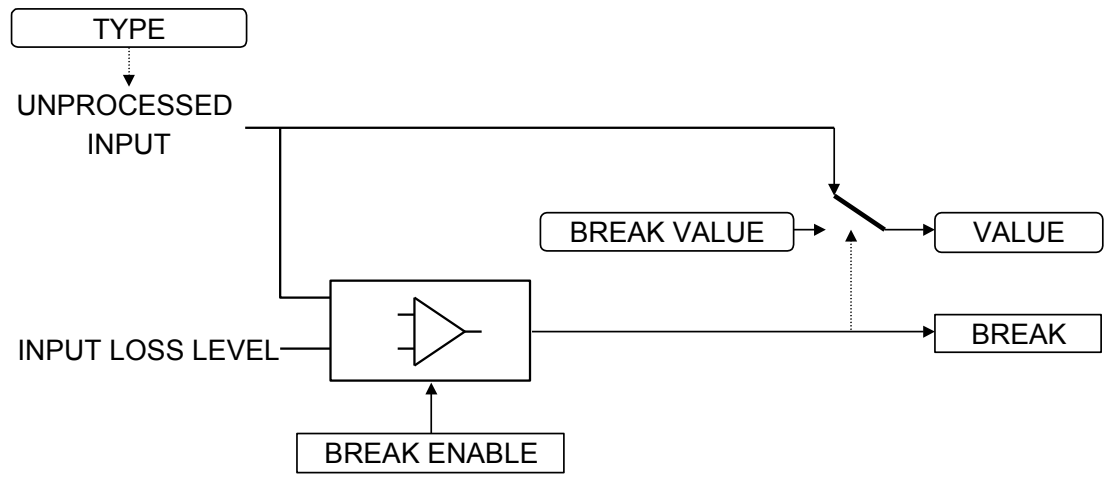 TYPE
UNPROCESSED
INPUT
BREAK VALUE
VALUE
INPUT LOSS LEVEL
BREAK
BREAK ENABLE